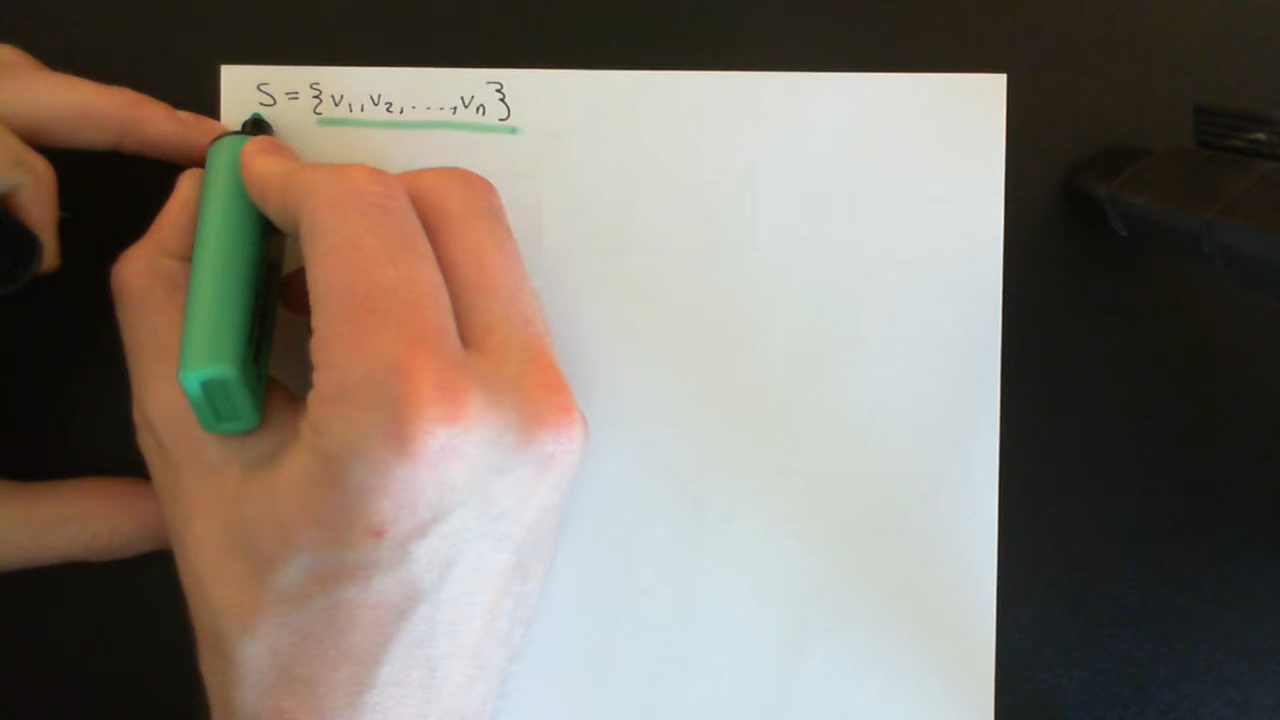 S = {v₁, v₂, ...., vₙ}